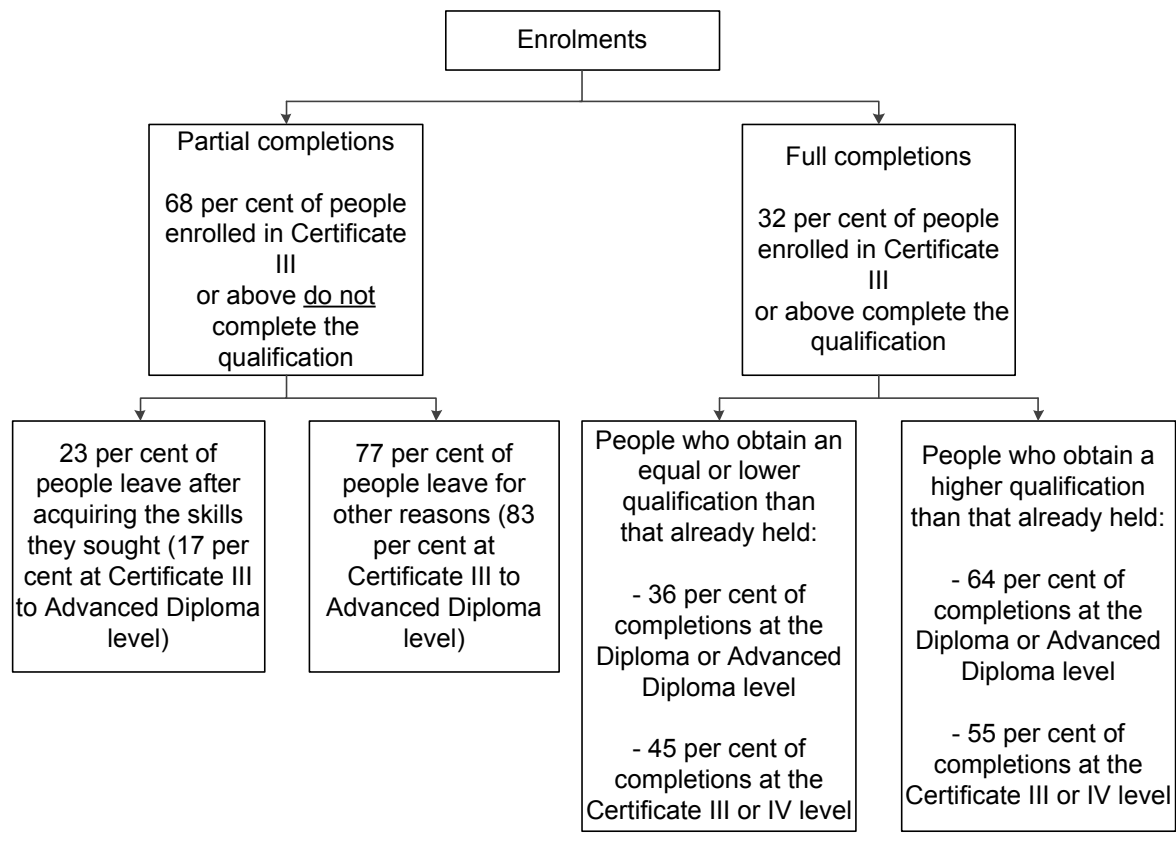 Enrolments
Partial completions
68 per cent of people
enrolled in Certificate
III
or above do not
complete the
qualification
Full completions
32 per cent of people
enrolled in Certificate
III
or above complete the
qualification
23 per cent of
people leave after
acquiring the skills
they sought (17 per
cent at Certificate III
to Advanced Diploma
level)
77 per cent of
people leave for
other reasons (83
per cent at
Certificate III to
Advanced Diploma
level)
People who obtain an
equal or lower
qualification than
that already held:
- 36 per cent of
completions at the
Diploma or Advanced
Diploma level
- 45 per cent of
completions at the
Certificate III or IV level
People who obtain a
higher qualification
than that already held:
- 64 per cent of
completions at the
Diploma or Advanced
Diploma level
- 55 per cent of
completions at the
Certificate III or IV level